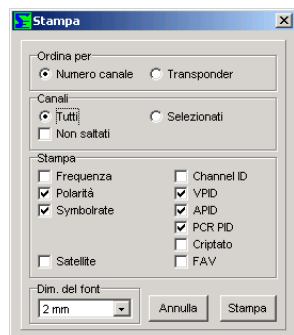 Stampa
Ordina per
Numero canale Transponder
Canali
Tutti Selezionati
Non saltati
Stampa
Frequenza Channel ID
Polarità VPID
Symbolrate APID
PCR PID
Criptato
Satellite FAV
Dim. del font
2 mm Annulla Stampa